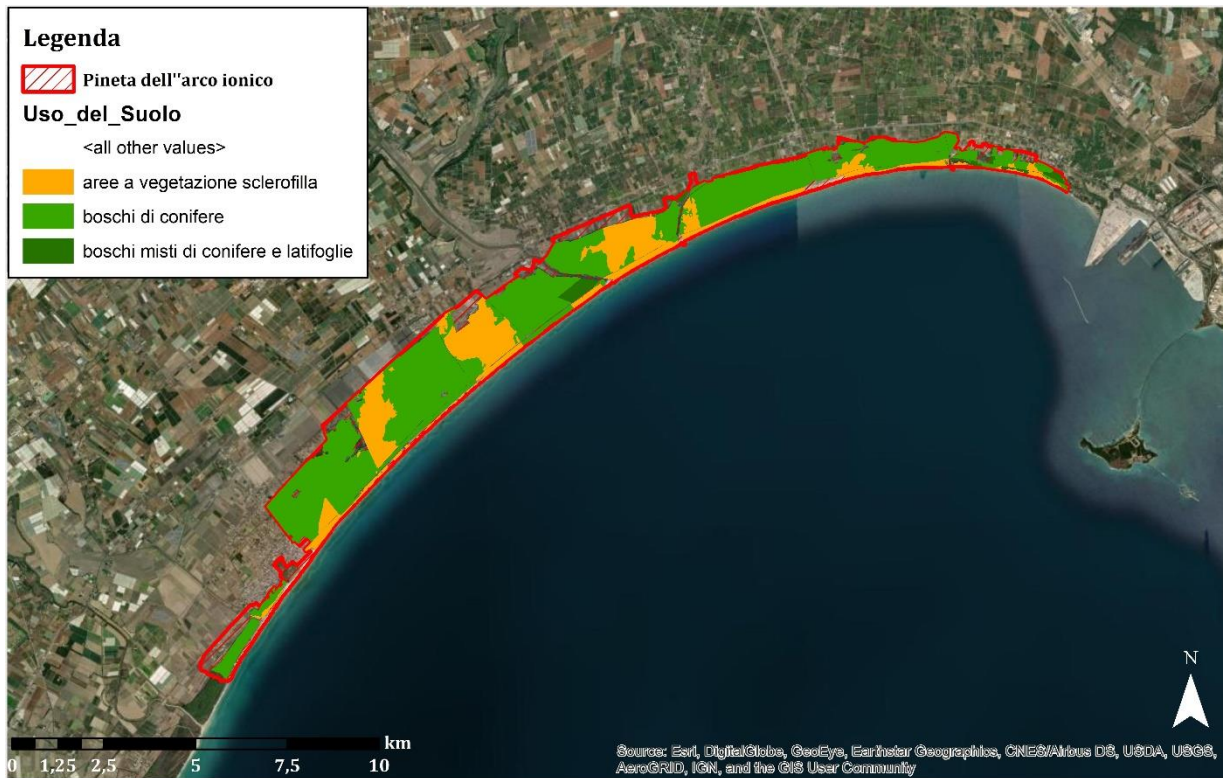 Legenda
Pineta dell''arco ionico
Uso_del_Suolo
<all other values>
aree a vegetazione sclerofilla
boschi di conifere
boschi misti di conifere e latifoglie
N
km
0 1,25 2,5 5 7,5 10
Source: Esri, DigitalGlobe, GeoEye, Earthstar Geographics, CNES/Airbus DS, USDA, USGS,
AeroGRID, IGN, and the GIS User Community